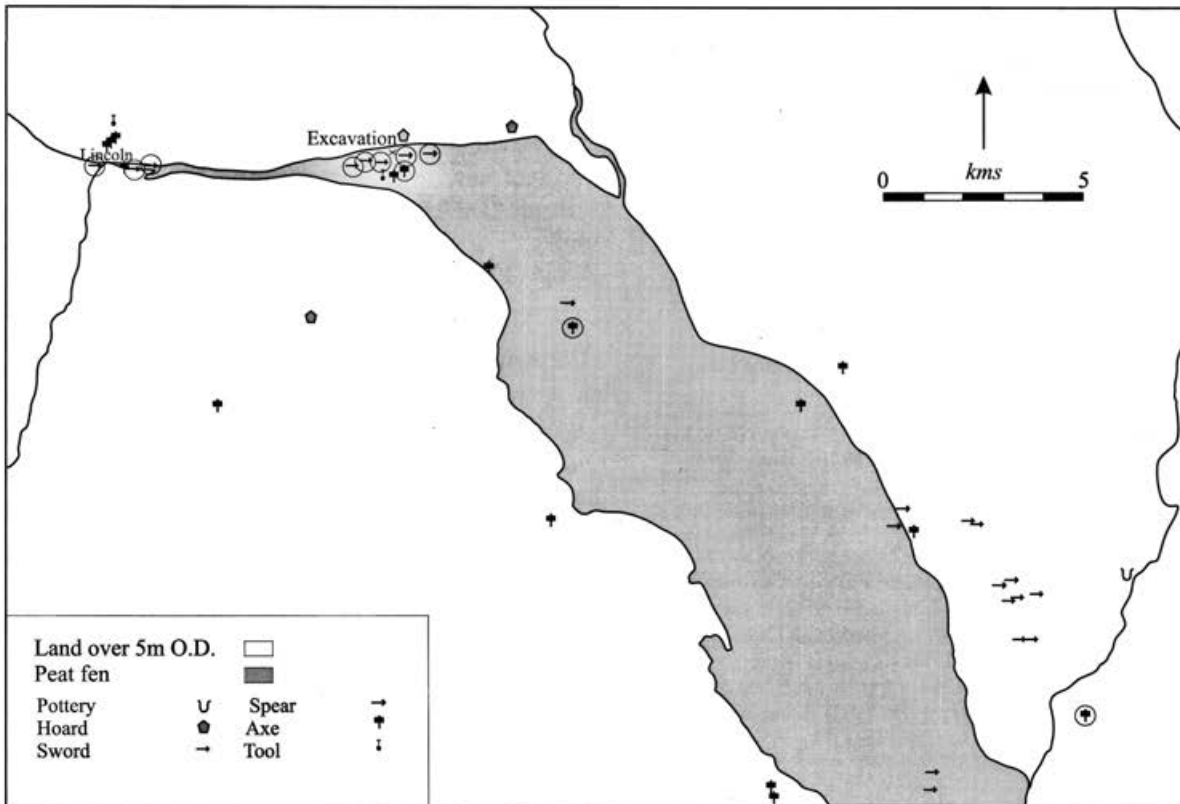 Excavation
Lincoln
kms
0 5
Land over 5m O.D.
Peat fen
Pottery Spear
Hoard Axe
Sword Tool